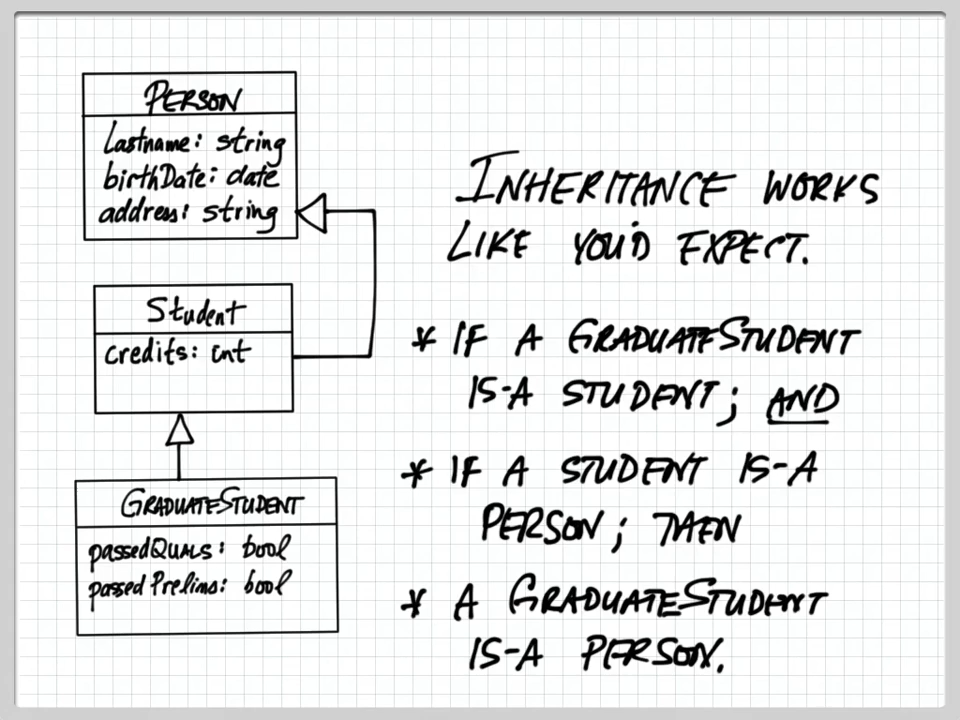 PERSON
Lastname: string
birthDate: date
address: string
Student
credits: int
GRADUATESTUDENT
passedQUALS: bool
passedPrelims: bool
INHERITANCE WORKS
LIKE YOU'D EXPECT.
* IF A GRADUATESTUDENT
IS-A STUDENT; AND
* IF A STUDENT IS-A
PERSON; THEN
* A GRADUATESTUDENT
IS-A PERSON.